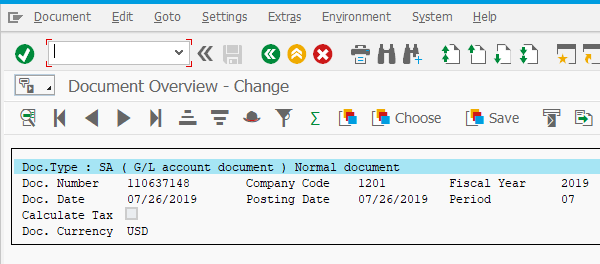 Document Edit Goto Settings Extras Environment System Help
Document Overview - Change
Σ Choose Save
Doc.Type : SA ( G/L account document ) Normal document
Doc. Number 110637148 Company Code 1201 Fiscal Year 2019
Doc. Date 07/26/2019 Posting Date 07/26/2019 Period 07
Calculate Tax
Doc. Currency USD